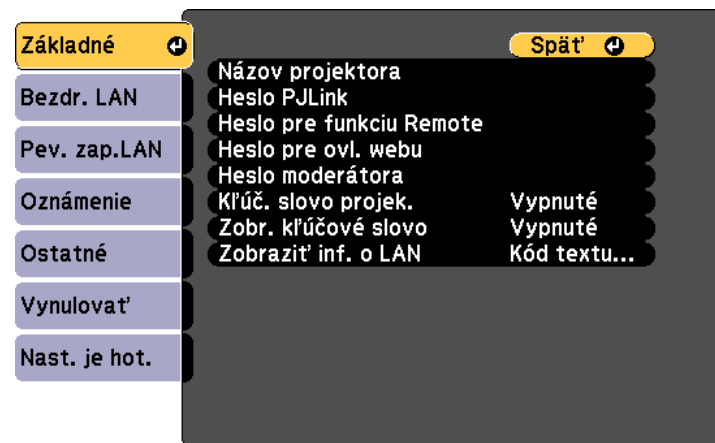 Základné
Späť
Názov projektora
Heslo PJLink
Bezdr. LAN
Heslo pre funkciu Remote
Heslo pre ovl. webu
Pev. zap.LAN
Heslo moderátora
Kľúč. slovo projek. Vypnuté
Oznámenie
Zobr. kľúčové slovo Vypnuté
Zobraziť inf. o LAN Kód textu...
Ostatné
Vynulovať
Nast. je hot.